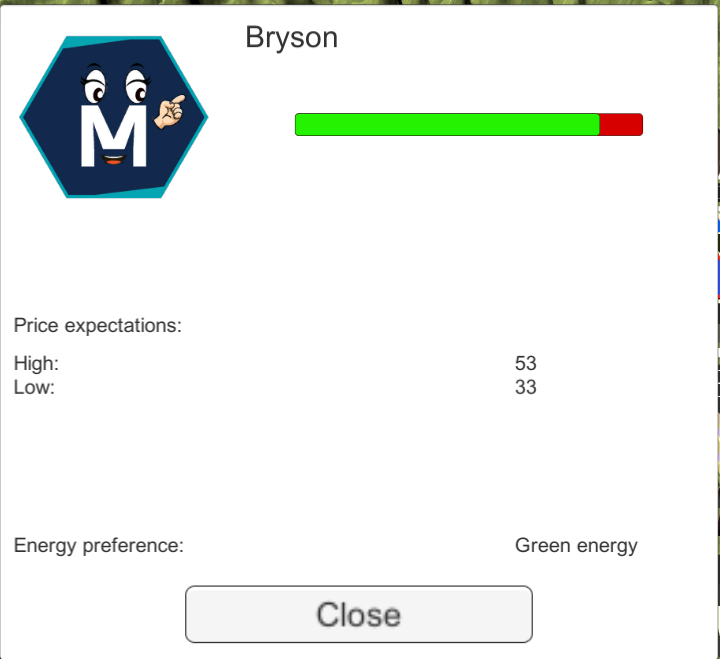 Bryson
M
Price expectations:
High: 53
Low: 33
Energy preference: Green energy
Close